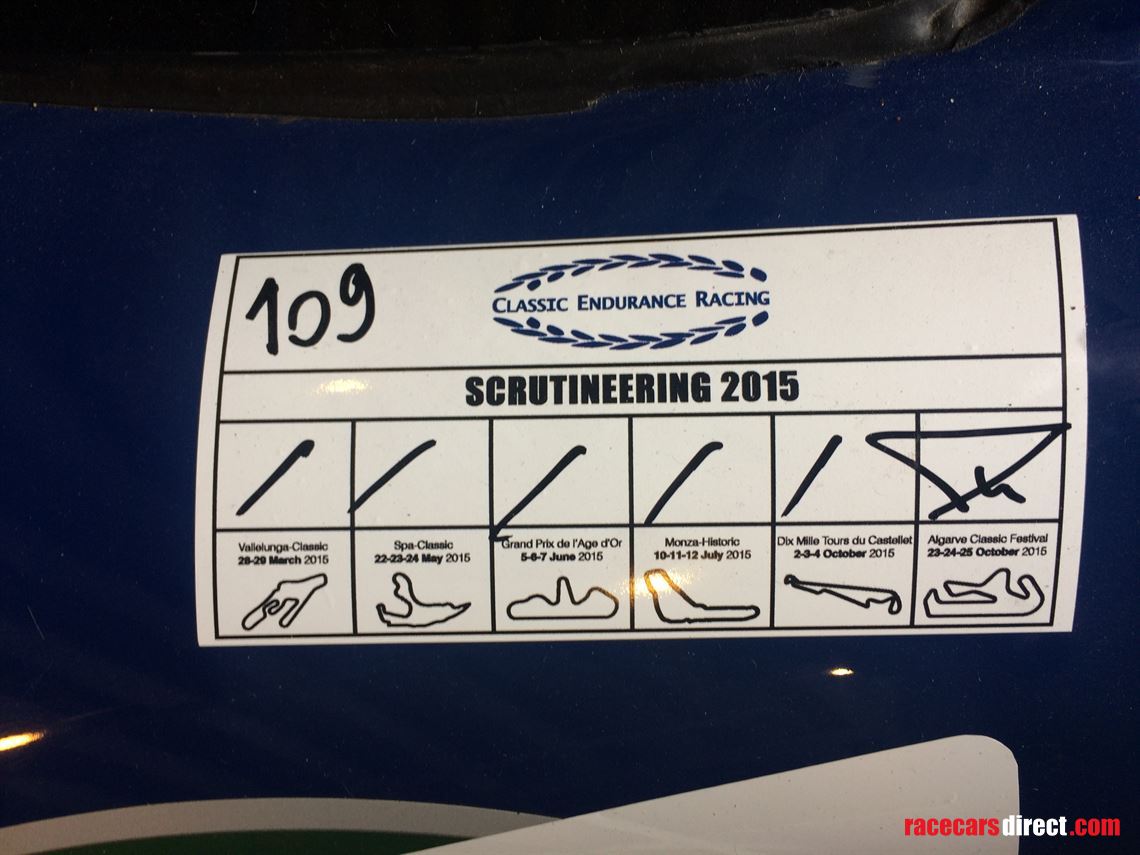 109
CLASSIC ENDURANCE RACING
SCRUTINEERING 2015
Vallelunga-Classic
28-29 March 2015
Spa-Classic
22-23-24 May 2015
Grand Prix de l'Age d'Or
5-6-7 June 2015
Monza-Historic
10-11-12 July 2015
Dix Mille Tours du Castellet
2-3-4 October 2015
Algarve Classic Festival
23-24-25 October 2015
racecarsdirect.com